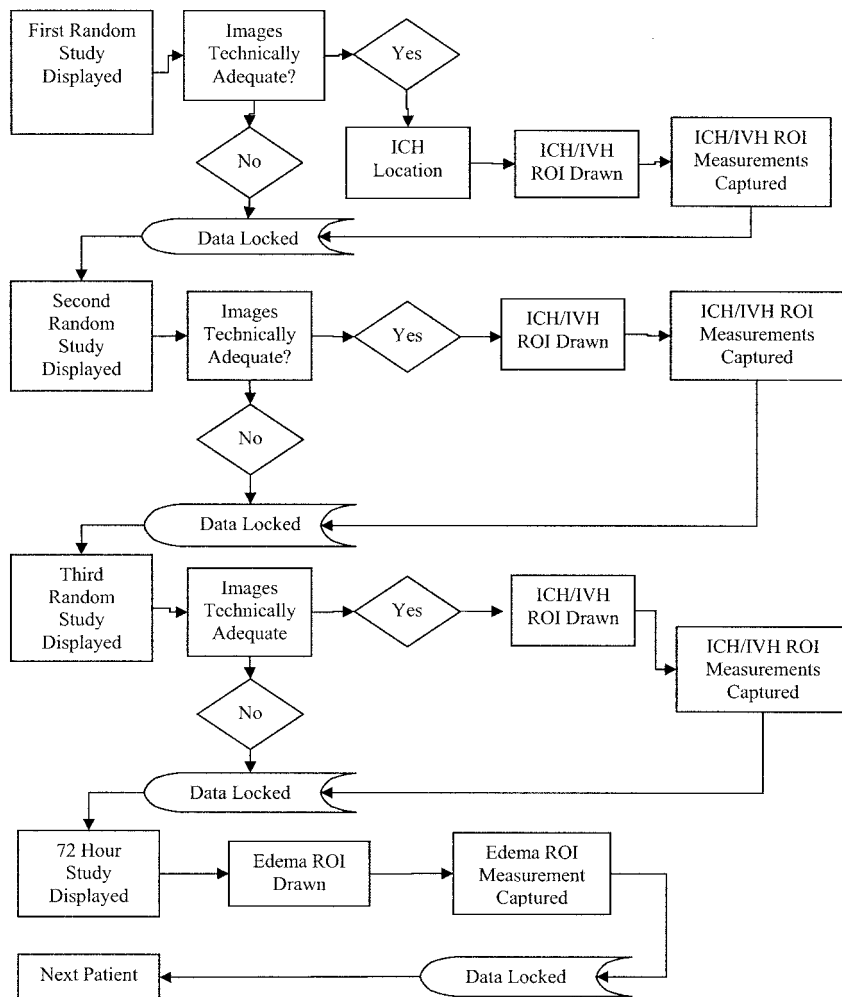 First Random
Study
Displayed
Images
Technically
Adequate?
Yes
No
ICH
Location
ICH/IVH
ROI Drawn
ICH/IVH ROI
Measurements
Captured
Data Locked
Second
Random
Study
Displayed
Images
Technically
Adequate?
Yes
ICH/IVH
ROI Drawn
ICH/IVH ROI
Measurements
Captured
No
Data Locked
Third
Random
Study
Displayed
Images
Technically
Adequate
Yes
ICH/IVH
ROI Drawn
ICH/IVH ROI
Measurements
Captured
No
Data Locked
72 Hour
Study
Displayed
Edema ROI
Drawn
Edema ROI
Measurement
Captured
Next Patient
Data Locked